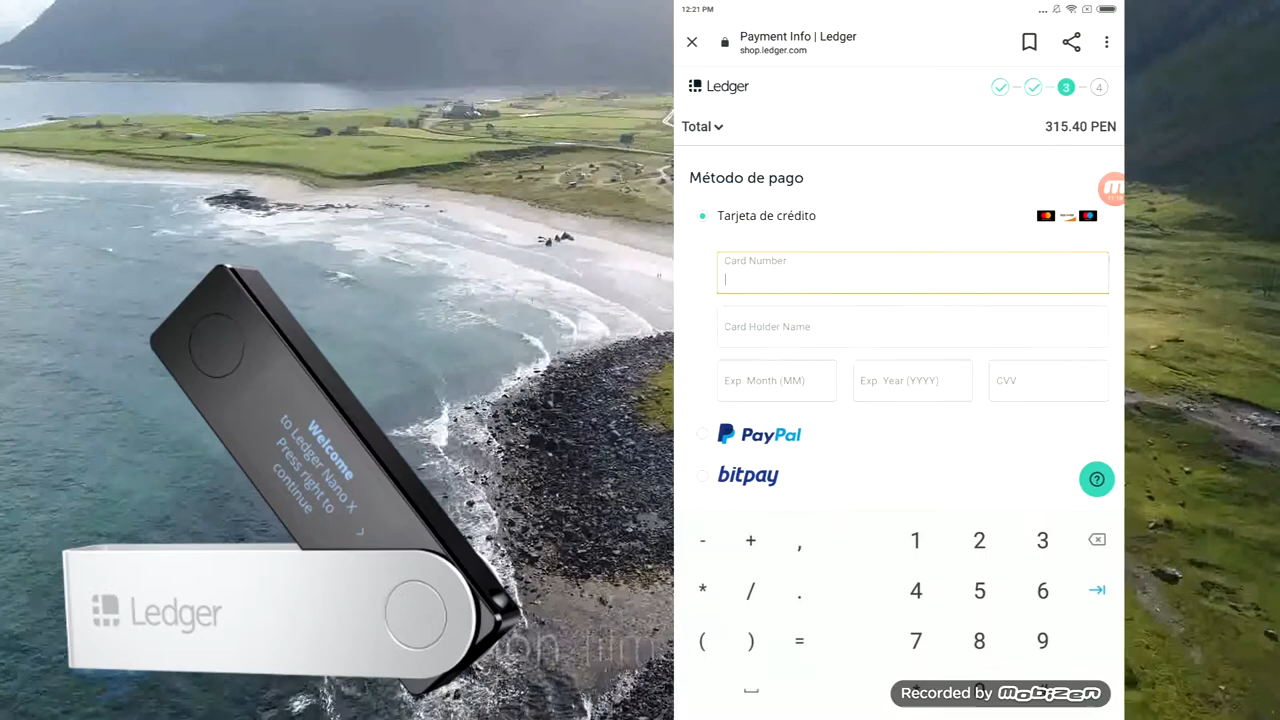 Welcome
to Ledger Nano X
Press right to
continue
Ledger
on film
12:21 PM
Payment Info | Ledger
shop.ledger.com
Ledger
3
4
Total
315.40 PEN
Método de pago
Tarjeta de crédito
Card Number
Card Holder Name
Exp. Month (MM)
Exp. Year (YYYY)
CVV
PayPal
bitpay
- + , 1 2 3
* / . 4 5 6
( ) = 7 8 9
Recorded by MOBIZEN